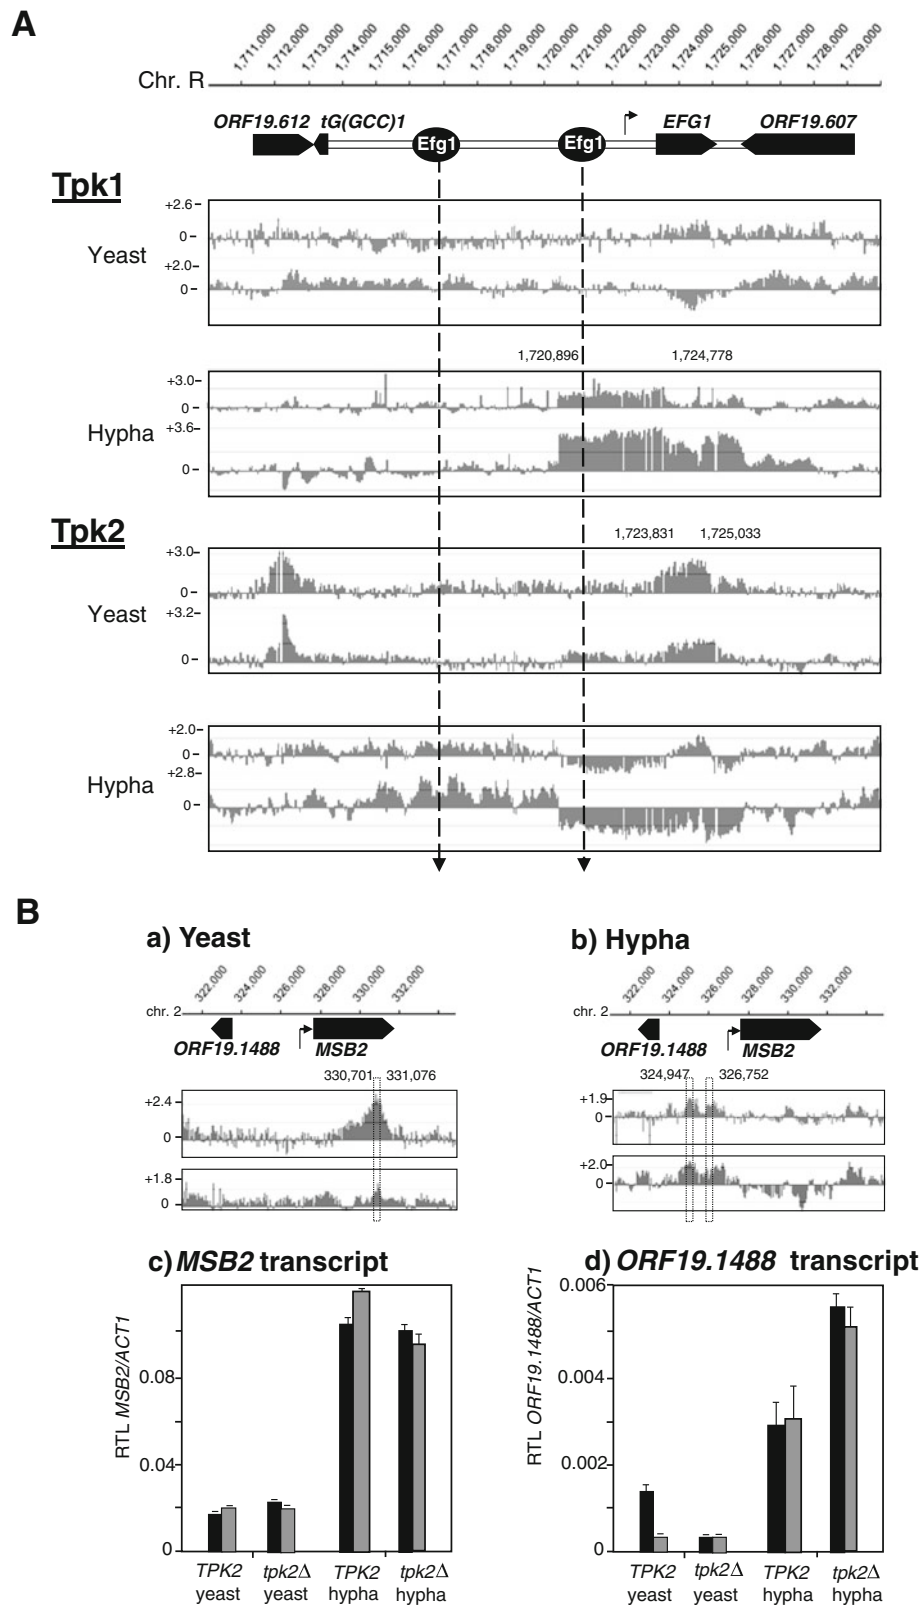 A
1,711,000 1,712,000 1,713,000 1,714,000 1,715,000 1,716,000 1,717,000 1,718,000 1,719,000 1,720,000 1,721,000 1,722,000 1,723,000 1,724,000 1,725,000 1,726,000 1,727,000 1,728,000 1,729,000
Chr. R
ORF19.612 tG(GCC)1 EFG1 ORF19.607
Efg1 Efg1
Tpk1
+2.6
Yeast
0
+2.0
0
1,720,896 1,724,778
+3.0
0
Hypha
+3.6
0
Tpk2
1,723,831 1,725,033
+3.0
0
Yeast
+3.2
0
+2.0
0
Hypha
+2.8
0
B
a) Yeast
322,000 324,000 326,000 328,000 330,000 332,000
chr. 2
ORF19.1488 MSB2
330,701 331,076
+2.4
0
+1.8
0
b) Hypha
322,000 324,000 326,000 328,000 330,000 332,000
chr. 2
ORF19.1488 MSB2
324,947 326,752
+1.9
0
+2.0
0
c) MSB2 transcript
RTL MSB2/ACT1
0.08
0.04
0
TPK2 yeast
tpk2Δ yeast
TPK2 hypha
tpk2Δ hypha
d) ORF19.1488 transcript
RTL ORF19.1488/ACT1
0.006
0.004
0.002
0
TPK2 yeast
tpk2Δ yeast
TPK2 hypha
tpk2Δ hypha